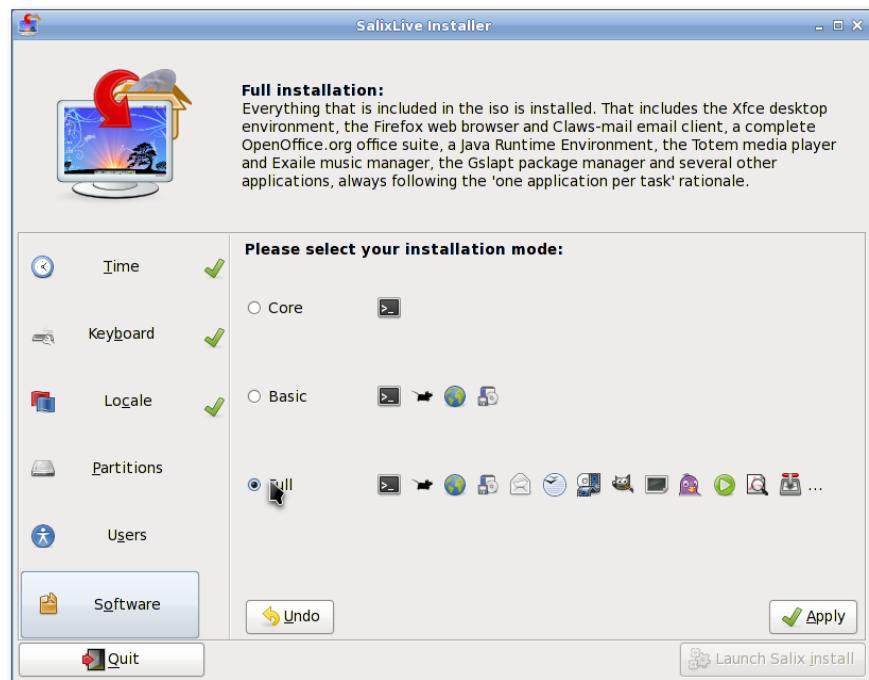 SalixLive Installer
Full installation:
Everything that is included in the iso is installed. That includes the Xfce desktop
environment, the Firefox web browser and Claws-mail email client, a complete
OpenOffice.org office suite, a Java Runtime Environment, the Totem media player
and Exaile music manager, the Gslapt package manager and several other
applications, always following the 'one application per task' rationale.
Please select your installation mode:
Time
Keyboard
Locale
Partitions
Users
Software
Core
Basic
Full
...
Undo
Apply
Quit
Launch Salix install